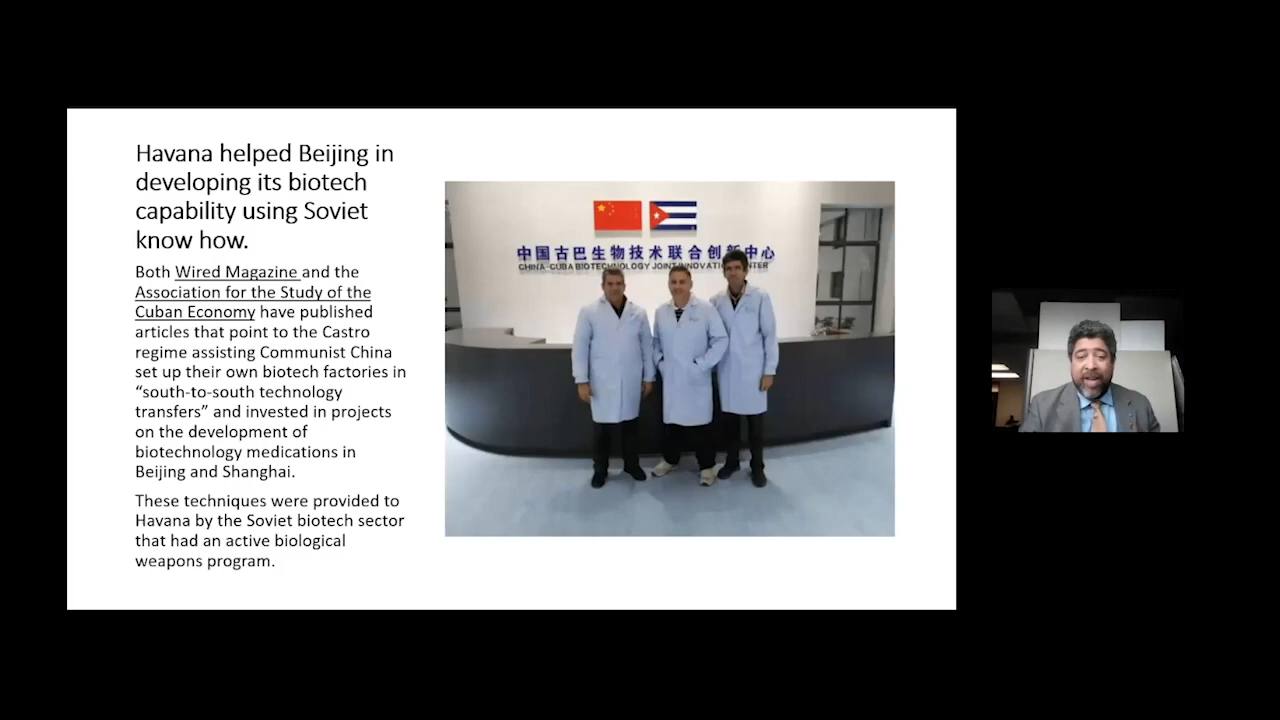 Havana helped Beijing in
developing its biotech
capability using Soviet
know how.
Both Wired Magazine and the
Association for the Study of the
Cuban Economy have published
articles that point to the Castro
regime assisting Communist China
set up their own biotech factories in
“south-to-south technology
transfers” and invested in projects
on the development of
biotechnology medications in
Beijing and Shanghai.
These techniques were provided to
Havana by the Soviet biotech sector
that had an active biological
weapons program.
中国古巴生物技术联合创新中心
CHINA-CUBA BIOTECHNOLOGY JOINT INNOVATION CENTER